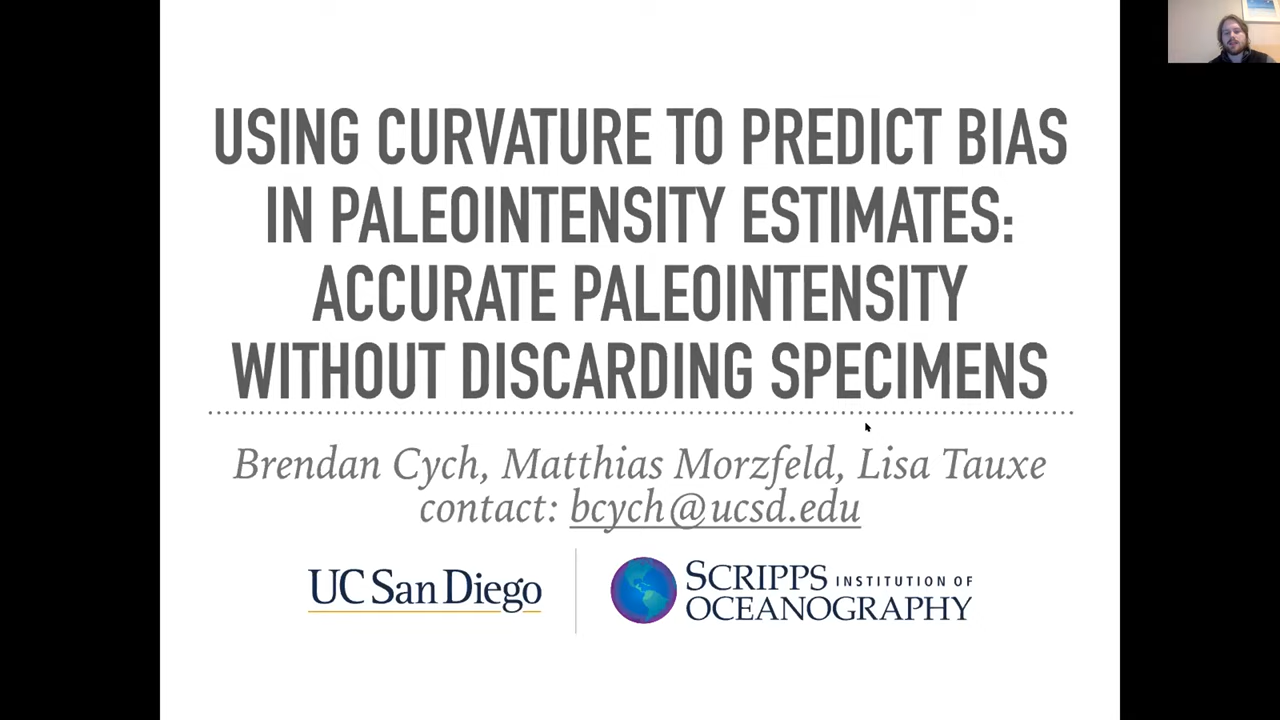 USING CURVATURE TO PREDICT BIAS
IN PALEOINTENSITY ESTIMATES:
ACCURATE PALEOINTENSITY
WITHOUT DISCARDING SPECIMENS
Brendan Cych, Matthias Morzfeld, Lisa Tauxe
contact: bcych@ucsd.edu
UC San Diego
SCRIPPS INSTITUTION OF
OCEANOGRAPHY